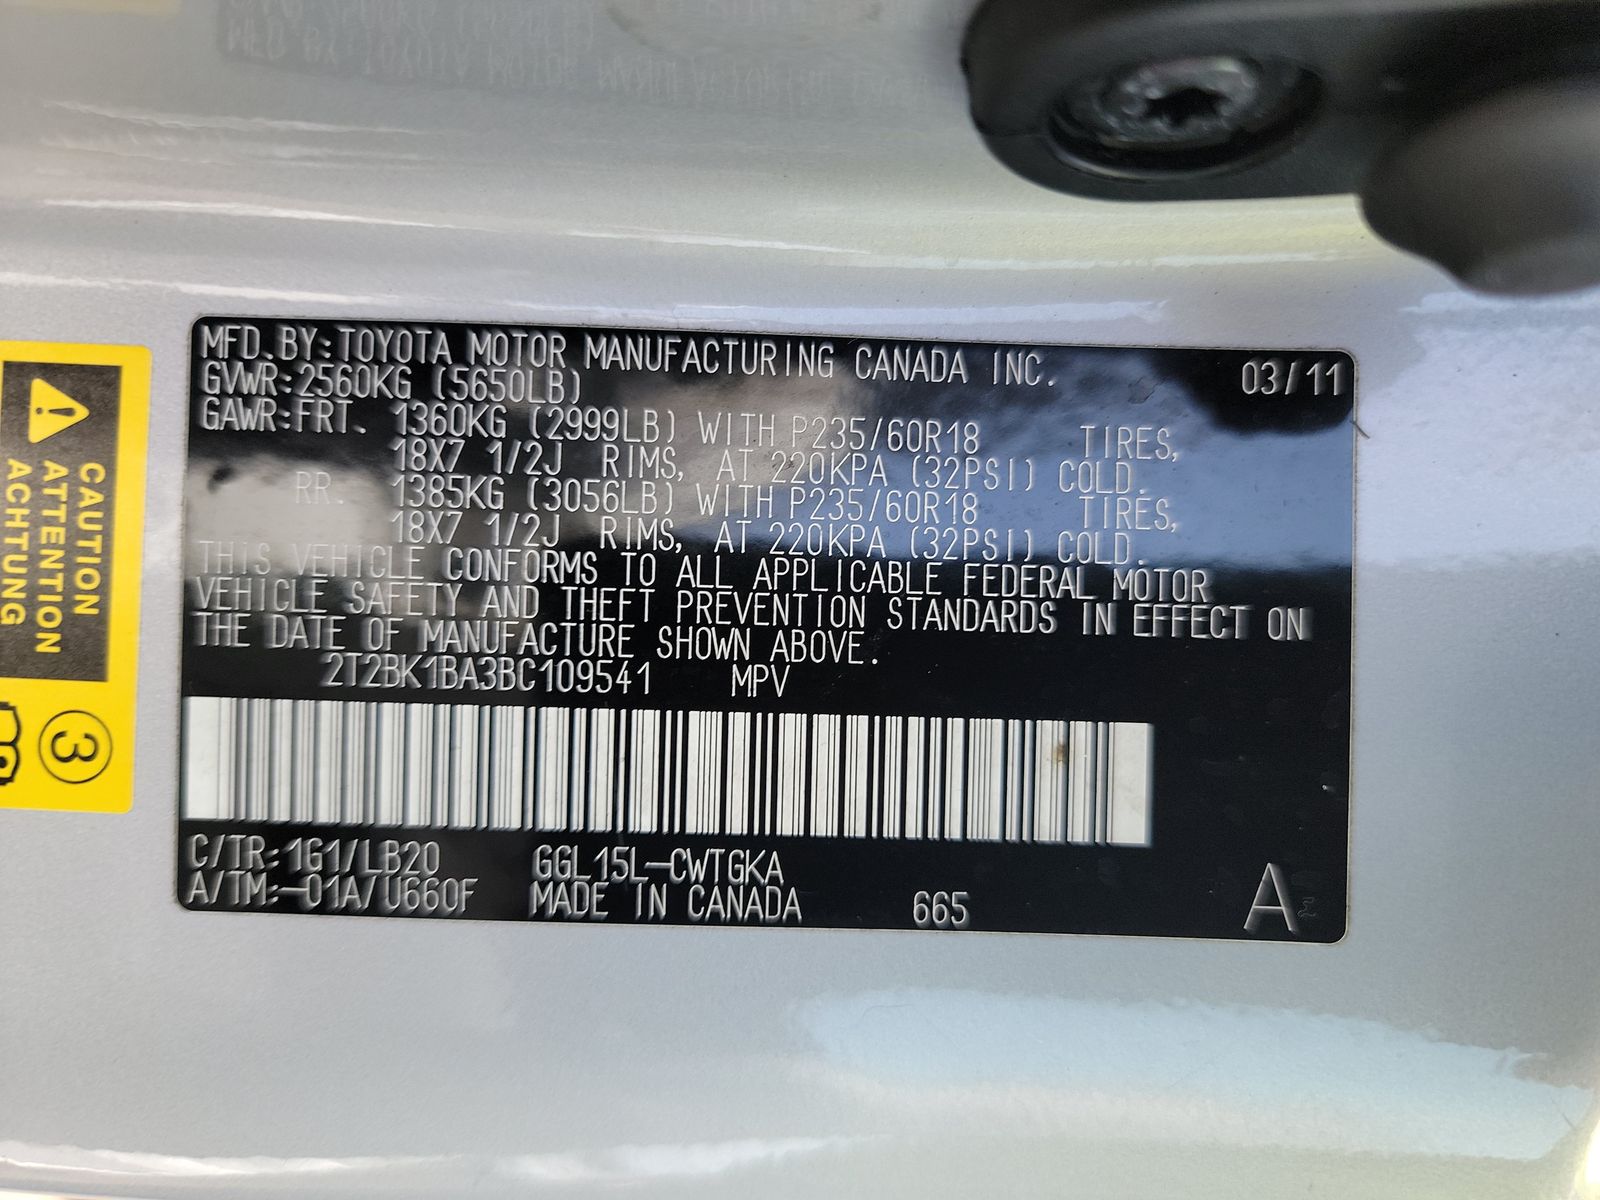 MFD. BY:TOYOTA MOTOR MANUFACTURING CANADA INC. 03/11
GVWR:2560KG (5650LB)
GAWR:FRT. 1360KG (2999LB) WITH P235/60R18 TIRES,
18X7 1/2J RIMS, AT 220KPA (32PSI) COLD.
RR. 1385KG (3056LB) WITH P235/60R18 TIRES,
18X7 1/2J RIMS, AT 220KPA (32PSI) COLD.
THIS VEHICLE CONFORMS TO ALL APPLICABLE FEDERAL MOTOR
VEHICLE SAFETY AND THEFT PREVENTION STANDARDS IN EFFECT ON
THE DATE OF MANUFACTURE SHOWN ABOVE.
2T2BK1BA3BC109541 MPV
C/TR:1G1/LB20 GGL15L-CWTGKA
A/TM:-01A/U660F MADE IN CANADA 665 A
CAUTION
ATTENTION
ACHTUNG
3